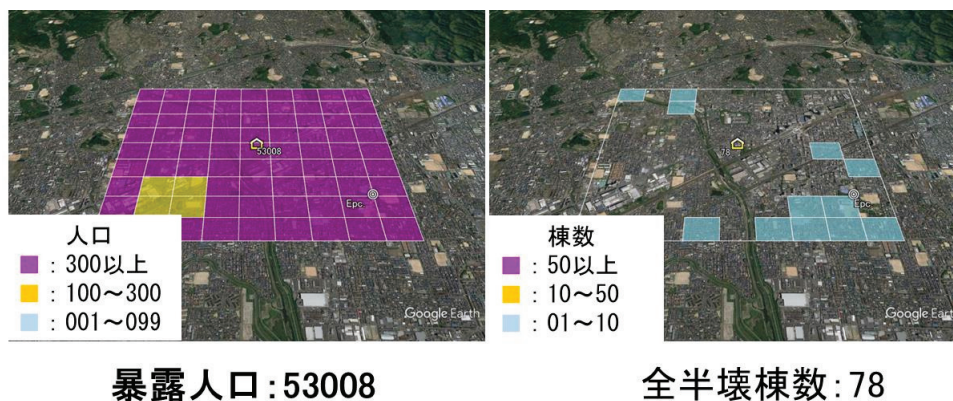 53008
Epc.
人口
：300以上
：100～300
：001～099
Google Earth
暴露人口：53008
78
Epc.
棟数
：50以上
：10～50
：01～10
Google Earth
全半壊棟数：78